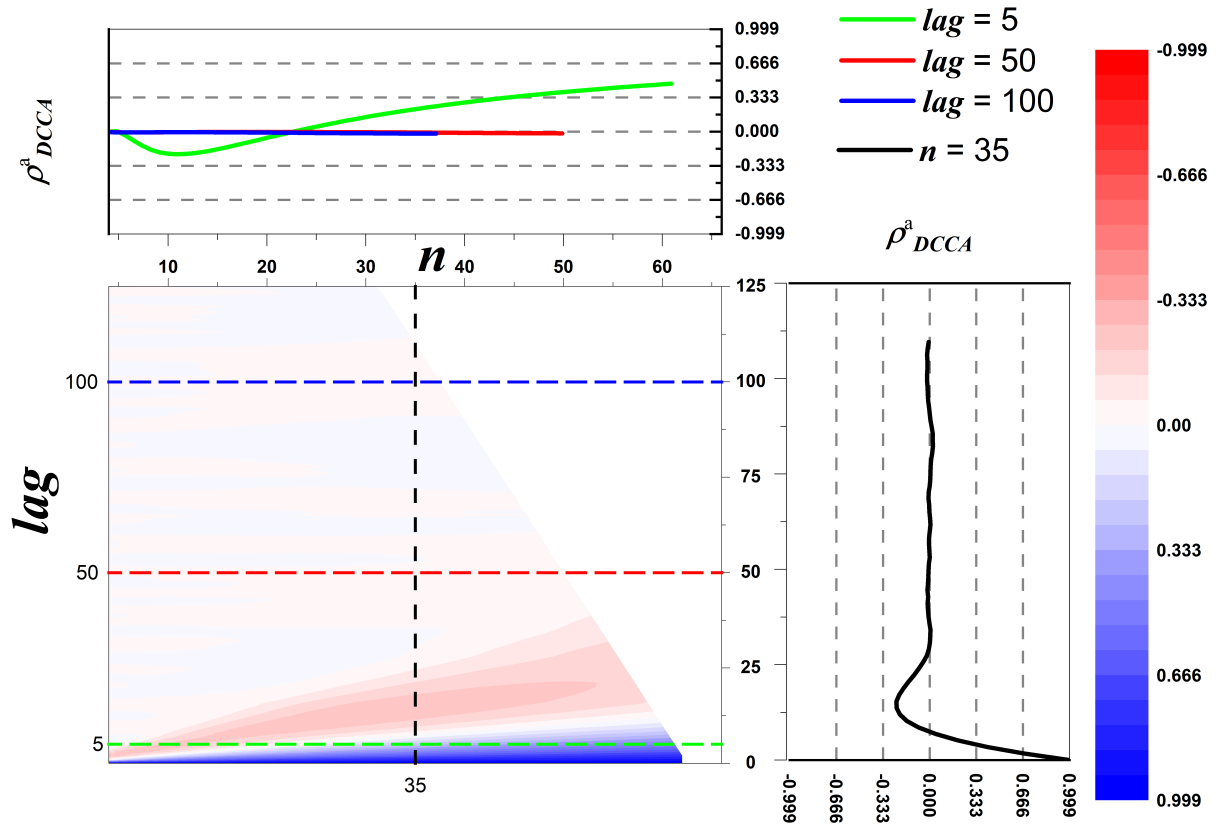 0.999
0.666
0.333
0.000
-0.333
-0.666
-0.999
ρᵃDCCA
lag = 5
lag = 50
lag = 100
n = 35
n
10 20 30 40 50 60
lag
100
50
5
35
125
100
75
50
25
0
ρᵃDCCA
-0.999 -0.666 -0.333 0.000 0.333 0.666 0.999
-0.999
-0.666
-0.333
0.00
0.333
0.666
0.999